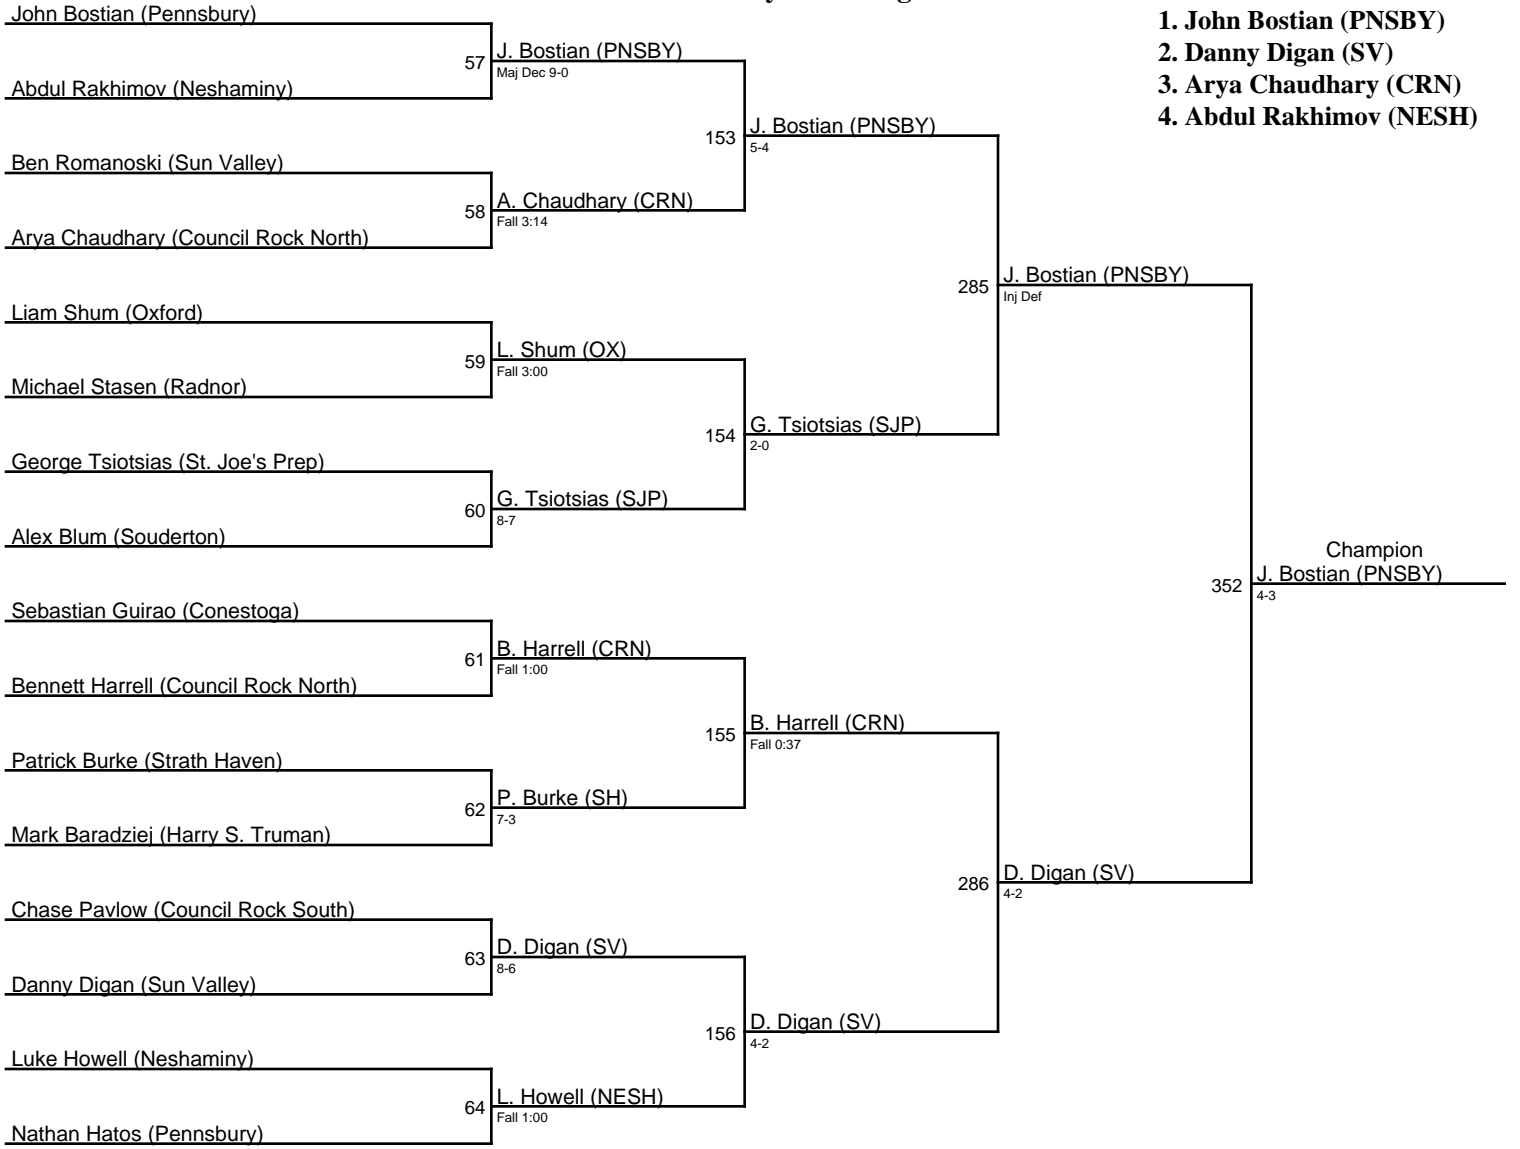 John Bostian (Pennsbury)
1. John Bostian (PNSBY)
2. Danny Digan (SV)
3. Arya Chaudhary (CRN)
4. Abdul Rakhimov (NESH)
57
J. Bostian (PNSBY)
Maj Dec 9-0
Abdul Rakhimov (Neshaminy)
153
J. Bostian (PNSBY)
5-4
Ben Romanoski (Sun Valley)
58
A. Chaudhary (CRN)
Fall 3:14
Arya Chaudhary (Council Rock North)
285
J. Bostian (PNSBY)
Inj Def
Liam Shum (Oxford)
59
L. Shum (OX)
Fall 3:00
Michael Stasen (Radnor)
154
G. Tsiotsias (SJP)
2-0
George Tsiotsias (St. Joe's Prep)
60
G. Tsiotsias (SJP)
8-7
Alex Blum (Souderton)
Champion
352
J. Bostian (PNSBY)
4-3
Sebastian Guirao (Conestoga)
61
B. Harrell (CRN)
Fall 1:00
Bennett Harrell (Council Rock North)
155
B. Harrell (CRN)
Fall 0:37
Patrick Burke (Strath Haven)
62
P. Burke (SH)
7-3
Mark Baradziej (Harry S. Truman)
286
D. Digan (SV)
4-2
Chase Pavlow (Council Rock South)
63
D. Digan (SV)
8-6
Danny Digan (Sun Valley)
156
D. Digan (SV)
4-2
Luke Howell (Neshaminy)
64
L. Howell (NESH)
Fall 1:00
Nathan Hatos (Pennsbury)